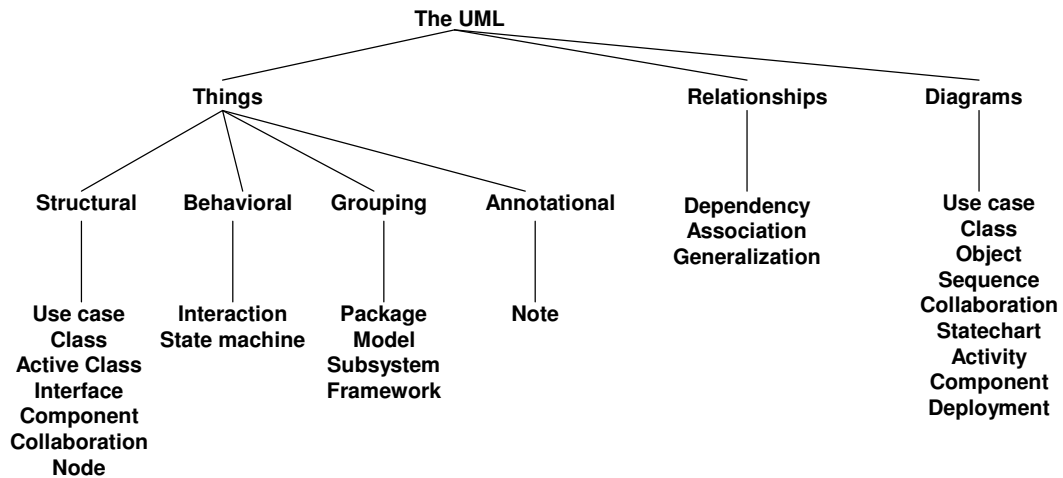 The UML
Things
Relationships
Diagrams
Structural
Behavioral
Grouping
Annotational
Use case
Class
Active Class
Interface
Component
Collaboration
Node
Interaction
State machine
Package
Model
Subsystem
Framework
Note
Dependency
Association
Generalization
Use case
Class
Object
Sequence
Collaboration
Statechart
Activity
Component
Deployment